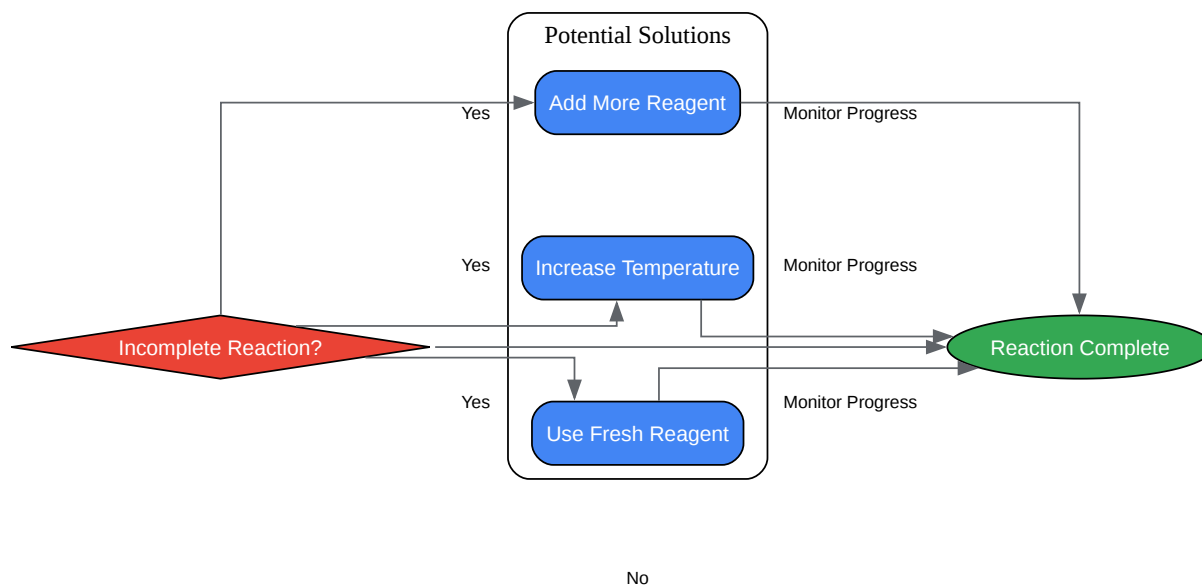 Potential Solutions
Yes
Add More Reagent
Monitor Progress
Yes
Increase Temperature
Monitor Progress
Incomplete Reaction?
Reaction Complete
Yes
Use Fresh Reagent
Monitor Progress
No